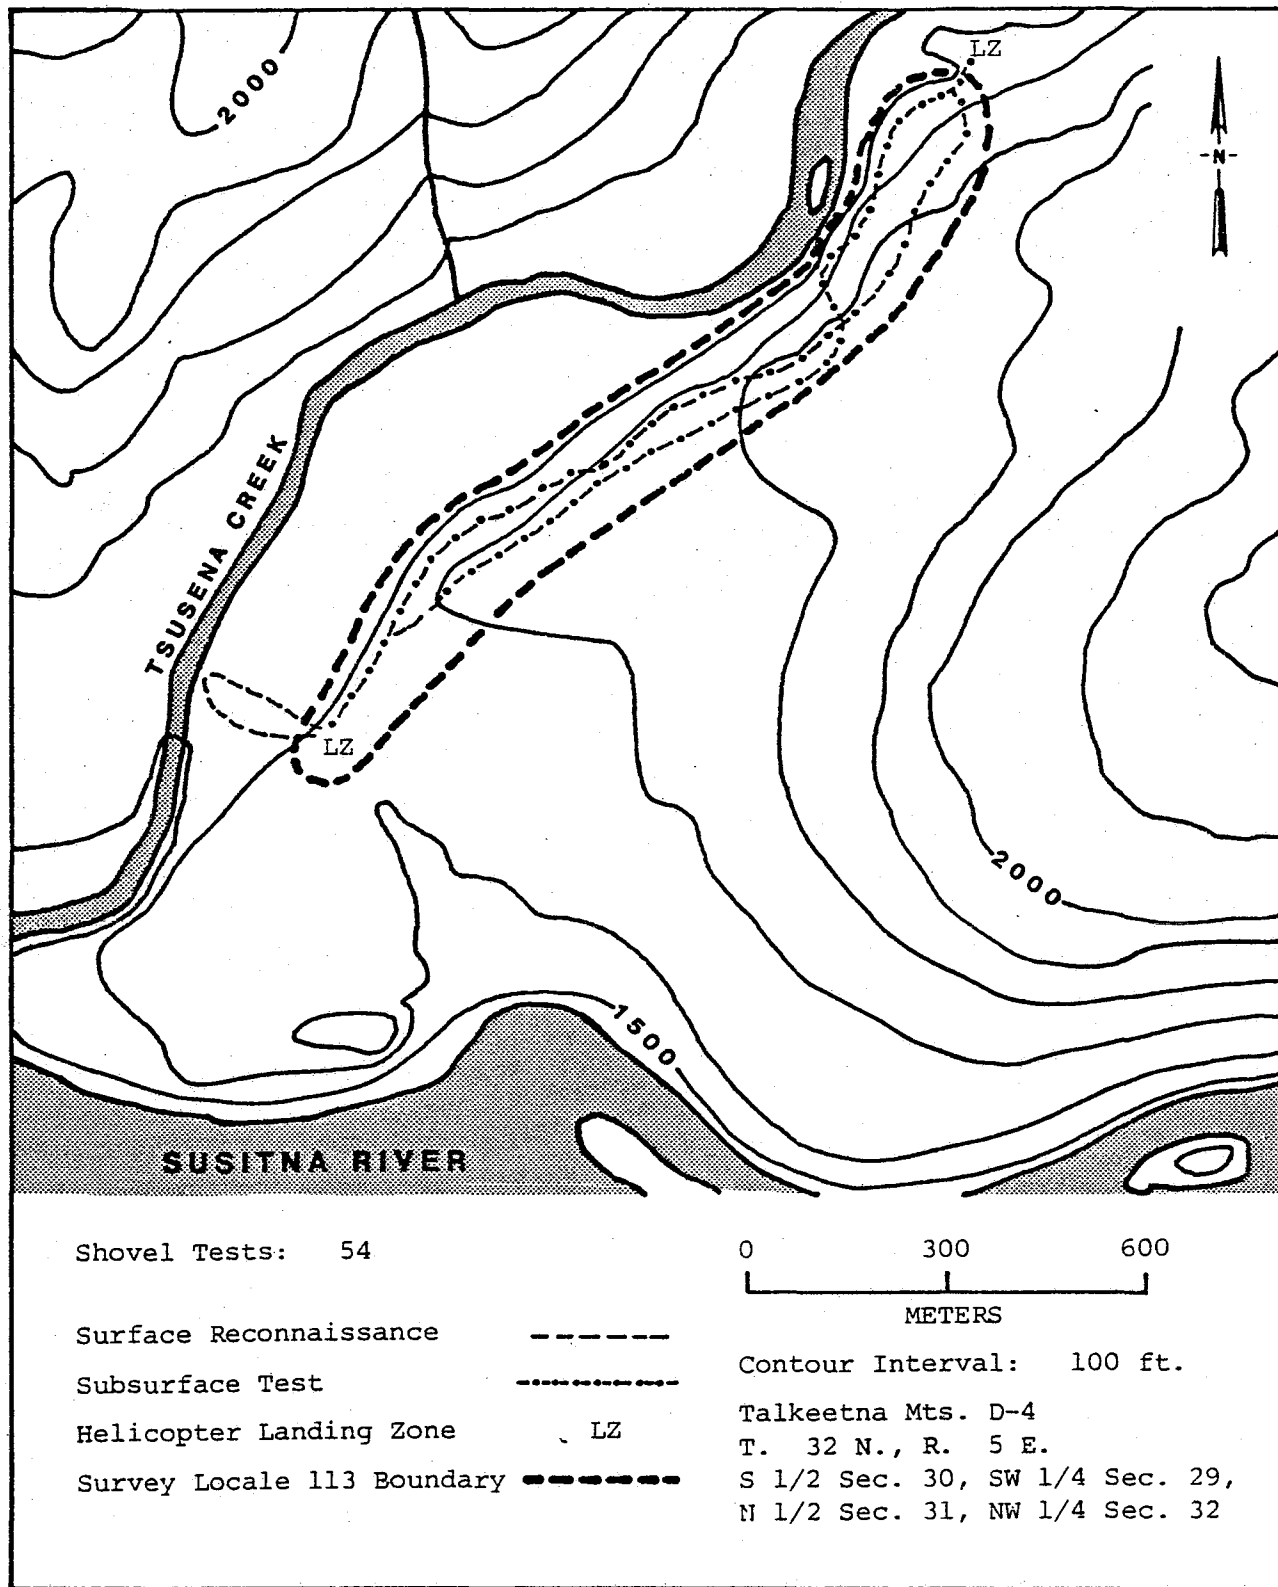 LZ
2000
-N-
TSUSENA CREEK
LZ
2000
1500
SUSITNA RIVER
Shovel Tests: 54
0 300 600
METERS
Surface Reconnaissance
Contour Interval: 100 ft.
Subsurface Test
Talkeetna Mts. D-4
Helicopter Landing Zone LZ
T. 32 N., R. 5 E.
Survey Locale 113 Boundary
S 1/2 Sec. 30, SW 1/4 Sec. 29,
N 1/2 Sec. 31, NW 1/4 Sec. 32